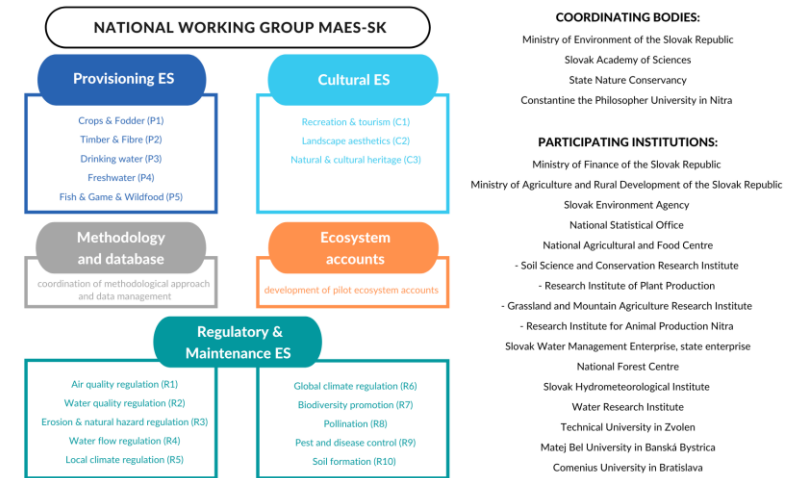 NATIONAL WORKING GROUP MAES-SK
Provisioning ES
Crops & Fodder (P1)
Timber & Fibre (P2)
Drinking water (P3)
Freshwater (P4)
Fish & Game & Wildfood (P5)
Cultural ES
Recreation & tourism (C1)
Landscape aesthetics (C2)
Natural & cultural heritage (C3)
Methodology
and database
coordination of methodological approach
and data management
Ecosystem
accounts
development of pilot ecosystem accounts
Regulatory &
Maintenance ES
Air quality regulation (R1)
Water quality regulation (R2)
Erosion & natural hazard regulation (R3)
Water flow regulation (R4)
Local climate regulation (R5)
Global climate regulation (R6)
Biodiversity promotion (R7)
Pollination (R8)
Pest and disease control (R9)
Soil formation (R10)
COORDINATING BODIES:
Ministry of Environment of the Slovak Republic
Slovak Academy of Sciences
State Nature Conservancy
Constantine the Philosopher University in Nitra
PARTICIPATING INSTITUTIONS:
Ministry of Finance of the Slovak Republic
Ministry of Agriculture and Rural Development of the Slovak Republic
Slovak Environment Agency
National Statistical Office
National Agricultural and Food Centre
- Soil Science and Conservation Research Institute
- Research Institute of Plant Production
- Grassland and Mountain Agriculture Research Institute
- Research Institute for Animal Production Nitra
Slovak Water Management Enterprise, state enterprise
National Forest Centre
Slovak Hydrometeorological Institute
Water Research Institute
Technical University in Zvolen
Matej Bel University in Banská Bystrica
Comenius University in Bratislava